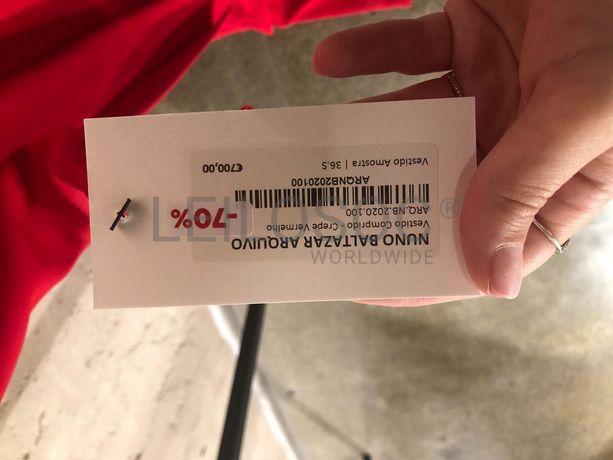 NUNO BALTAZAR ARQUIVO
Vestido Comprido - Crepe Vermelho
ARQ.NB.2020.100
-70%
ARQNB2020100
Vestido Amostra | 36.S
€700,00
LEILOSOC®
WORLDWIDE